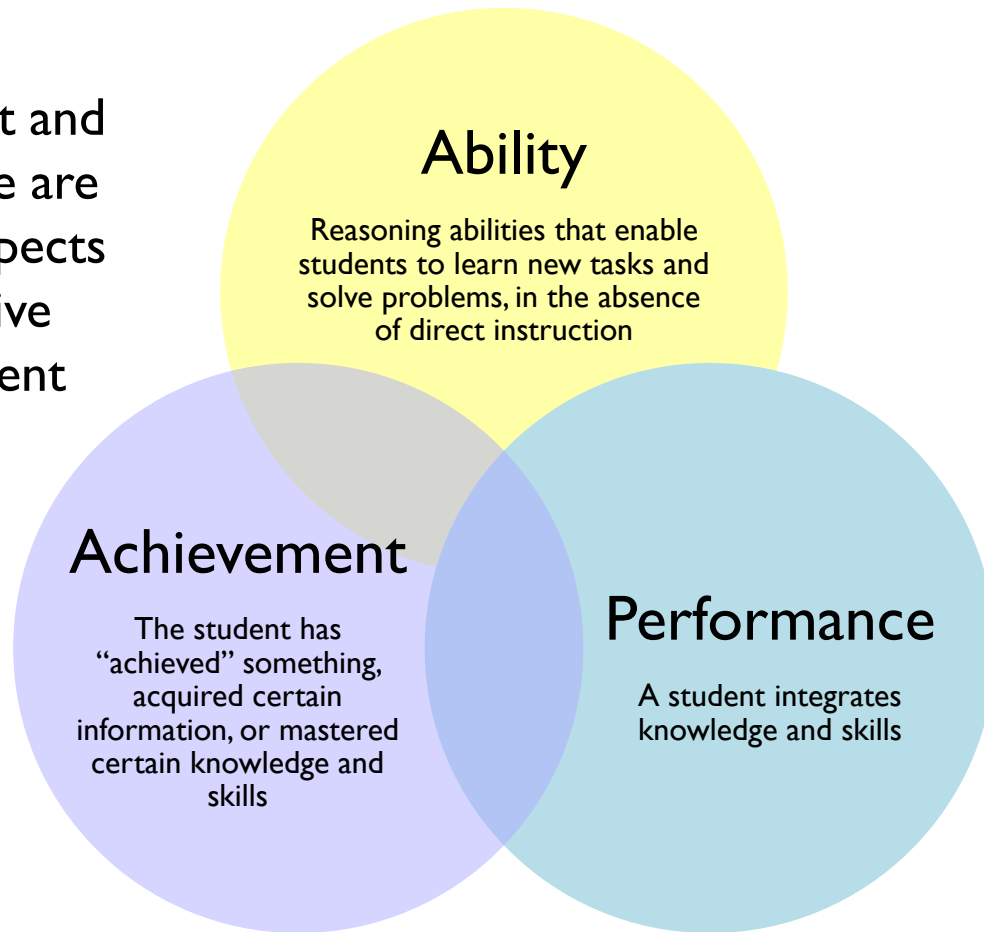 t and
e are
pects
ive
ent
Ability
Reasoning abilities that enable
students to learn new tasks and
solve problems, in the absence
of direct instruction
Achievement
The student has
“achieved” something,
acquired certain
information, or mastered
certain knowledge and
skills
Performance
A student integrates
knowledge and skills